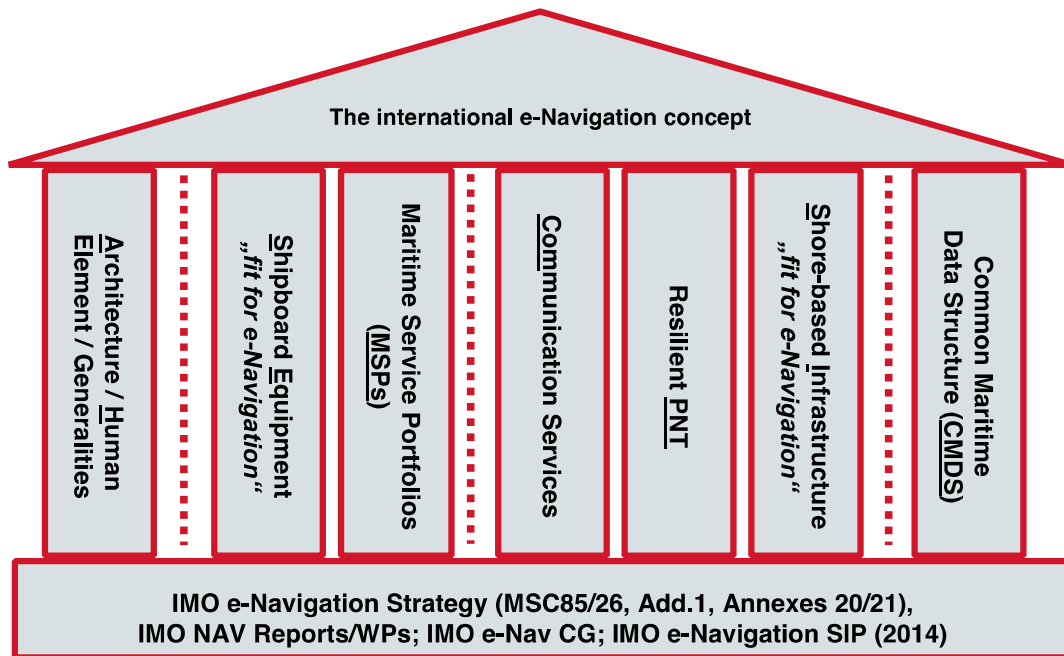 The international e-Navigation concept
Architecture / Human
Element / Generalities
Shipboard Equipment
„fit for e-Navigation“
Maritime Service Portfolios
(MSPs)
Communication Services
Resilient PNT
Shore-based Infrastructure
„fit for e-Navigation“
Common Maritime
Data Structure (CMDS)
IMO e-Navigation Strategy (MSC85/26, Add.1, Annexes 20/21),
IMO NAV Reports/WPs; IMO e-Nav CG; IMO e-Navigation SIP (2014)